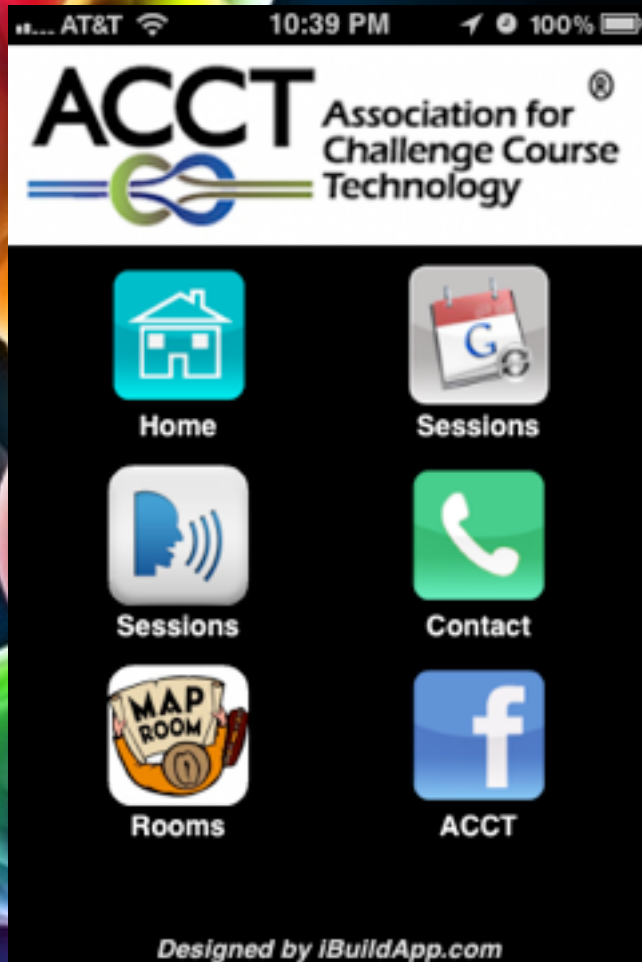 AT&T 10:39 PM 100%
ACCT ®
Association for
Challenge Course
Technology
G
Home Sessions
Sessions Contact
MAP
ROOM
f
Rooms ACCT
Designed by iBuildApp.com